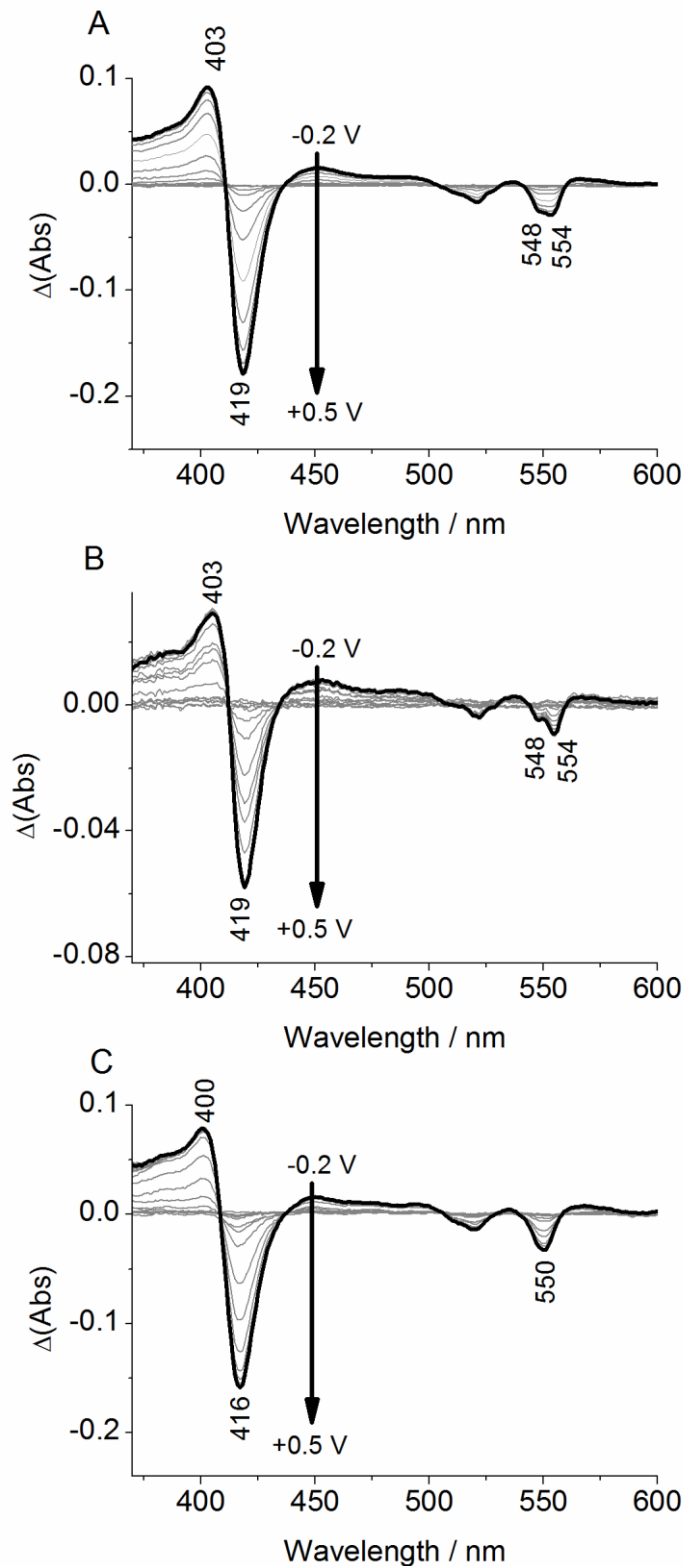 A
403
0.1
-0.2 V
0.0
548
554
Δ(Abs)
-0.1
-0.2
419
+0.5 V
400 450 500 550 600
Wavelength / nm
B
403
-0.2 V
0.00
548
554
Δ(Abs)
-0.04
419
+0.5 V
-0.08
400 450 500 550 600
Wavelength / nm
C
400
0.1
-0.2 V
0.0
550
Δ(Abs)
-0.1
416
-0.2
+0.5 V
400 450 500 550 600
Wavelength / nm